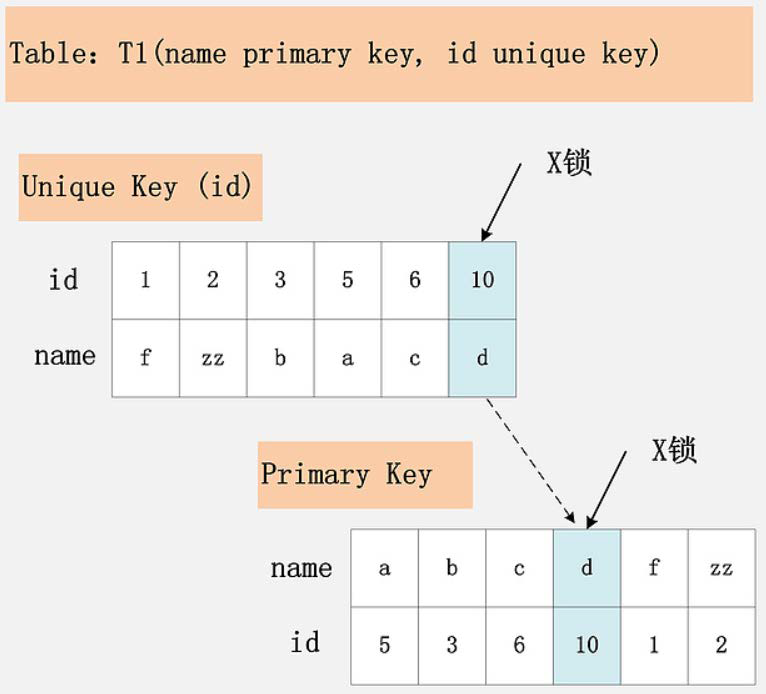 Table：T1(name primary key, id unique key)
X锁
Unique Key (id)
id 1 2 3 5 6 10
name f zz b a c d
X锁
Primary Key
name a b c d f zz
id 5 3 6 10 1 2